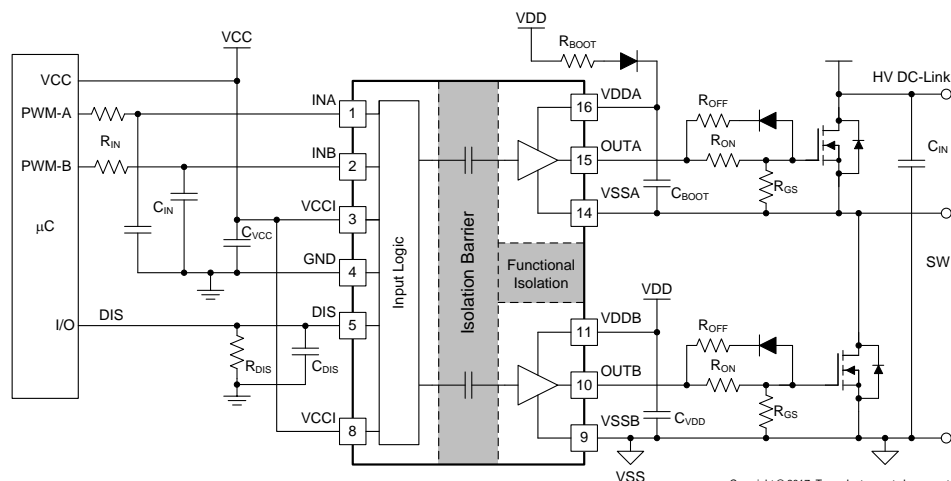 VCC
VDD
RBOOT
VCC
PWM-A
RIN
PWM-B
CIN
μC
CVCC
I/O
DIS
RDIS
CDIS
INA
1
INB
2
VCCI
3
GND
4
DIS
5
VCCI
8
Input Logic
Isolation Barrier
Functional
Isolation
VDDA
16
OUTA
15
VSSA
14
VDDB
11
OUTB
10
VSSB
9
CBOOT
ROFF
RON
RGS
HV DC-Link
CIN
SW
VDD
ROFF
RON
RGS
CVDD
VSS